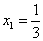 x₁ = 1/3